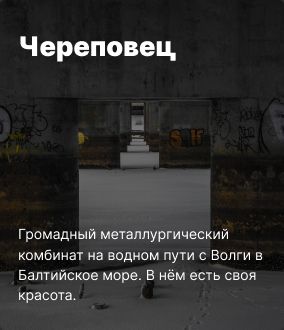 Череповец
Громадный металлургический
комбинат на водном пути с Волги в
Балтийское море. В нём есть своя
красота.